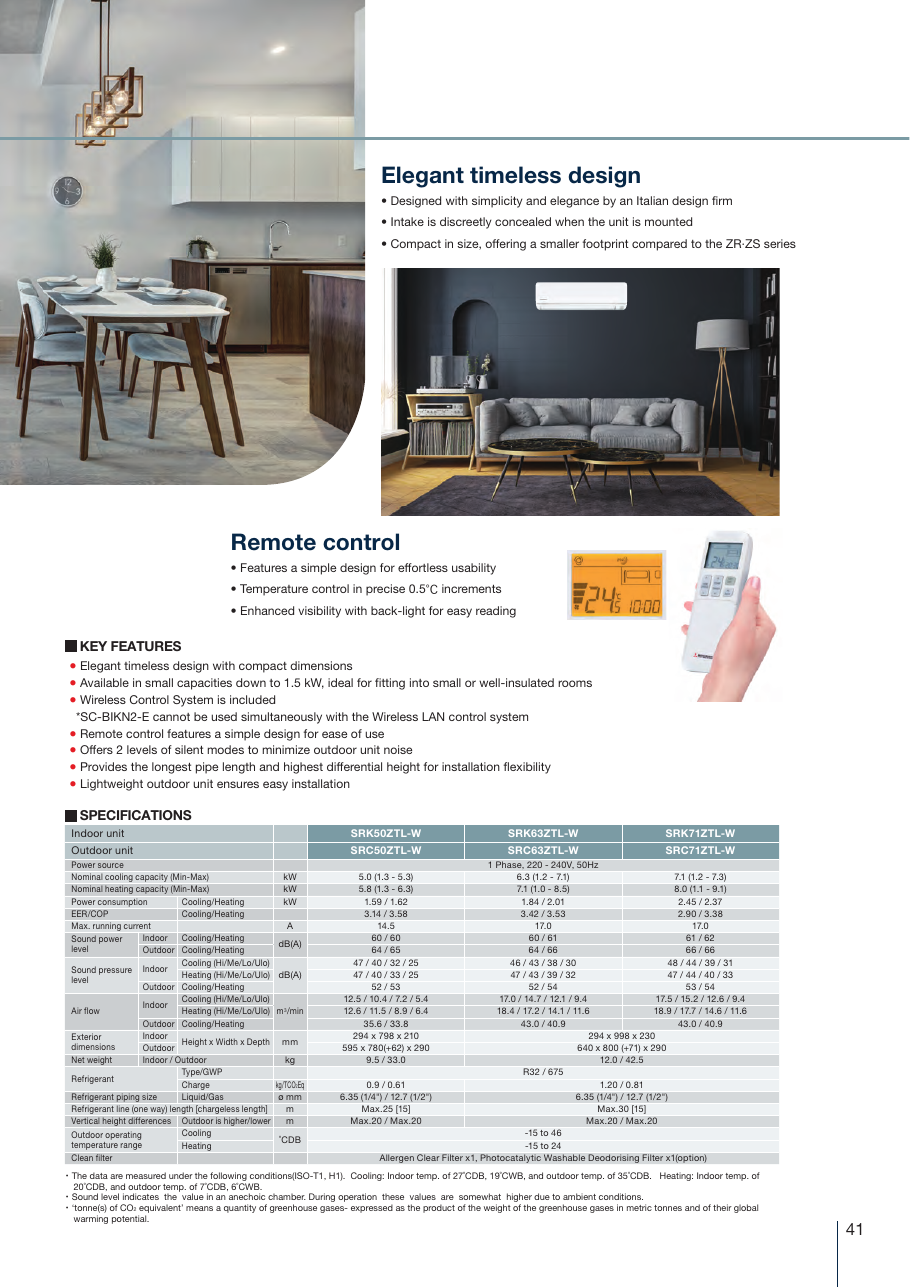 Elegant timeless design
• Designed with simplicity and elegance by an Italian design firm
• Intake is discreetly concealed when the unit is mounted
• Compact in size, offering a smaller footprint compared to the ZR·ZS series
Remote control
• Features a simple design for effortless usability
• Temperature control in precise 0.5˚C increments
• Enhanced visibility with back-light for easy reading
24.5 ℃ 10:00
KEY FEATURES
• Elegant timeless design with compact dimensions
• Available in small capacities down to 1.5 kW, ideal for fitting into small or well-insulated rooms
• Wireless Control System is included
*SC-BIKN2-E cannot be used simultaneously with the Wireless LAN control system
• Remote control features a simple design for ease of use
• Offers 2 levels of silent modes to minimize outdoor unit noise
• Provides the longest pipe length and highest differential height for installation flexibility
• Lightweight outdoor unit ensures easy installation
SPECIFICATIONS
Indoor unit SRK50ZTL-W SRK63ZTL-W SRK71ZTL-W
Outdoor unit SRC50ZTL-W SRC63ZTL-W SRC71ZTL-W
Power source 1 Phase, 220 - 240V, 50Hz
Nominal cooling capacity (Min-Max) kW 5.0 (1.3 - 5.3) 6.3 (1.2 - 7.1) 7.1 (1.2 - 7.3)
Nominal heating capacity (Min-Max) kW 5.8 (1.3 - 6.3) 7.1 (1.0 - 8.5) 8.0 (1.1 - 9.1)
Power consumption Cooling/Heating kW 1.59 / 1.62 1.84 / 2.01 2.45 / 2.37
EER/COP Cooling/Heating 3.14 / 3.58 3.42 / 3.53 2.90 / 3.38
Max. running current A 14.5 17.0 17.0
Sound power level Indoor Cooling/Heating dB(A) 60 / 60 60 / 61 61 / 62
Outdoor Cooling/Heating 64 / 65 64 / 66 66 / 66
Sound pressure level Indoor Cooling (Hi/Me/Lo/Ulo) dB(A) 47 / 40 / 32 / 25 46 / 43 / 38 / 30 48 / 44 / 39 / 31
Heating (Hi/Me/Lo/Ulo) 47 / 40 / 33 / 25 47 / 43 / 39 / 32 47 / 44 / 40 / 33
Outdoor Cooling/Heating 52 / 53 52 / 54 53 / 54
Air flow Indoor Cooling (Hi/Me/Lo/Ulo) m³/min 12.5 / 10.4 / 7.2 / 5.4 17.0 / 14.7 / 12.1 / 9.4 17.5 / 15.2 / 12.6 / 9.4
Heating (Hi/Me/Lo/Ulo) 12.6 / 11.5 / 8.9 / 6.4 18.4 / 17.2 / 14.1 / 11.6 18.9 / 17.7 / 14.6 / 11.6
Outdoor Cooling/Heating 35.6 / 33.8 43.0 / 40.9 43.0 / 40.9
Exterior dimensions Indoor Height x Width x Depth mm 294 x 798 x 210 294 x 998 x 230
Outdoor 595 x 780(+62) x 290 640 x 800 (+71) x 290
Net weight Indoor / Outdoor kg 9.5 / 33.0 12.0 / 42.5
Refrigerant Type/GWP R32 / 675
Charge kg/TCO₂Eq 0.9 / 0.61 1.20 / 0.81
Refrigerant piping size Liquid/Gas ø mm 6.35 (1/4") / 12.7 (1/2") 6.35 (1/4") / 12.7 (1/2")
Refrigerant line (one way) length [chargeless length] m Max.25 [15] Max.30 [15]
Vertical height differences Outdoor is higher/lower m Max.20 / Max.20 Max.20 / Max.20
Outdoor operating temperature range Cooling ˚CDB -15 to 46
Heating -15 to 24
Clean filter Allergen Clear Filter x1, Photocatalytic Washable Deodorising Filter x1(option)
・The data are measured under the following conditions(ISO-T1, H1). Cooling: Indoor temp. of 27˚CDB, 19˚CWB, and outdoor temp. of 35˚CDB. Heating: Indoor temp. of
20˚CDB, and outdoor temp. of 7˚CDB, 6˚CWB.
・Sound level indicates the value in an anechoic chamber. During operation these values are somewhat higher due to ambient conditions.
・'tonne(s) of CO₂ equivalent' means a quantity of greenhouse gases- expressed as the product of the weight of the greenhouse gases in metric tonnes and of their global
warming potential.
41